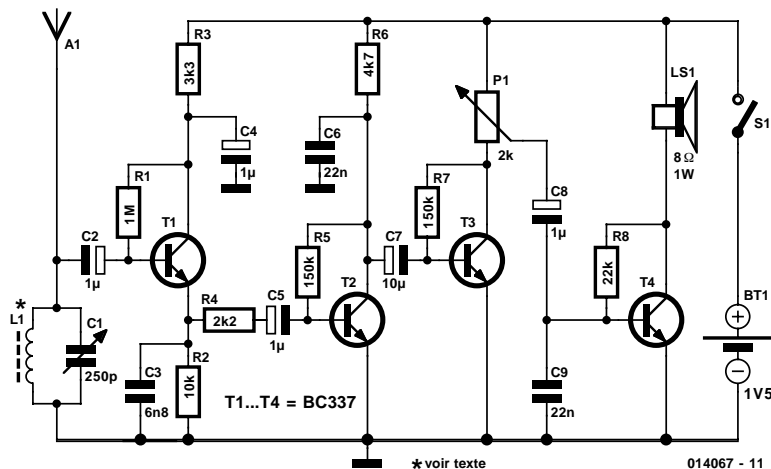 A1
R3
3k3
C4
1µ
R1
1M
T1
C2
1µ
*
L1
C1
250p
C3
6n8
R2
10k
R4
2k2
C5
1µ
R5
150k
T2
R6
4k7
C6
22n
C7
10µ
R7
150k
T3
P1
2k
C8
1µ
C9
22n
R8
22k
T4
LS1
8Ω
1W
S1
BT1
+
−
1V5
T1...T4 = BC337
* voir texte
014067 - 11